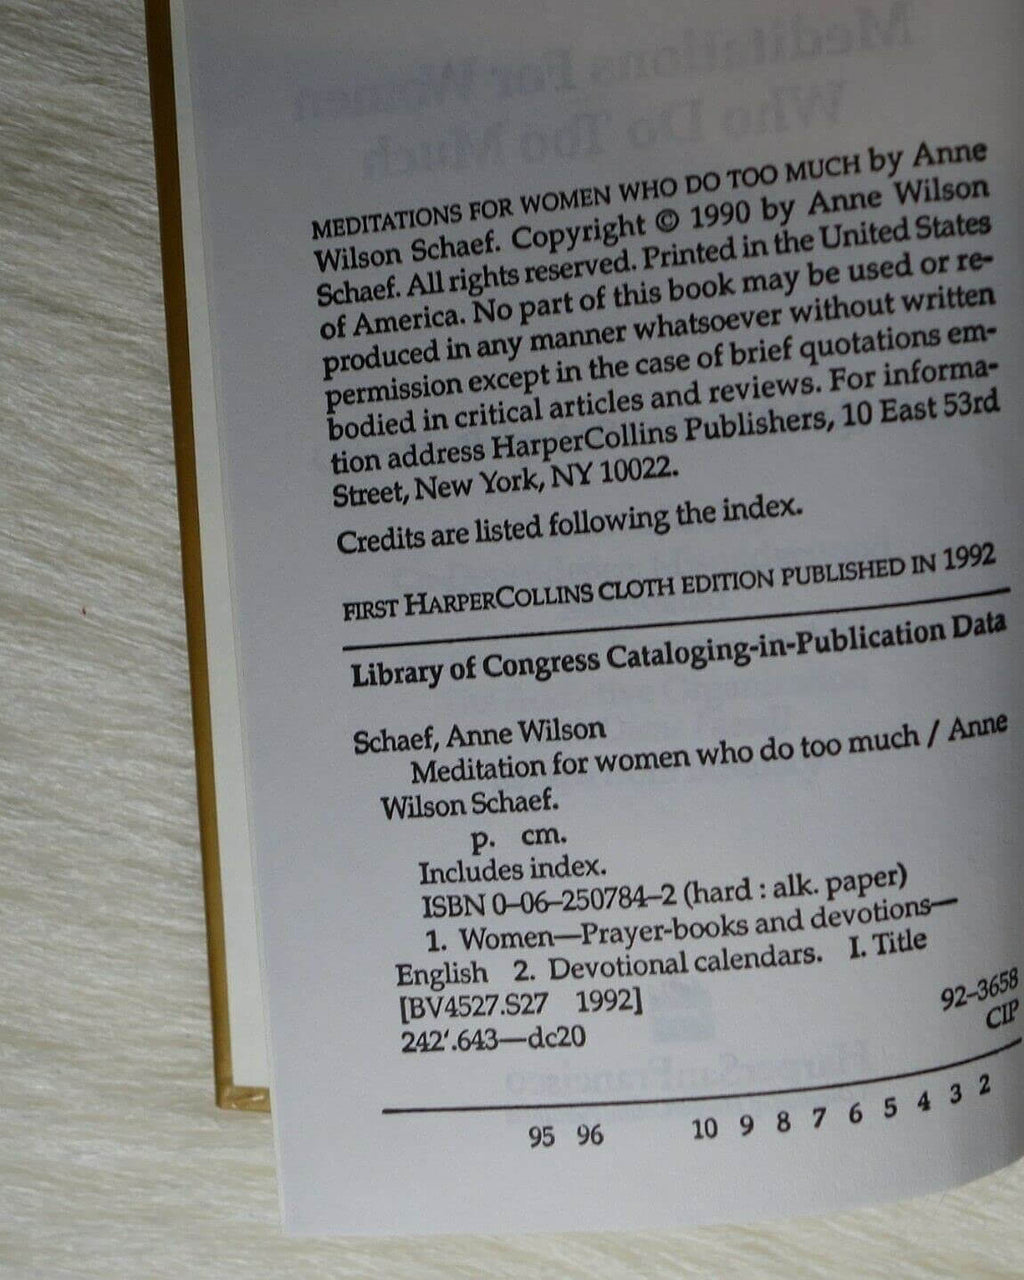 MEDITATIONS FOR WOMEN WHO DO TOO MUCH by Anne
Wilson Schaef. Copyright © 1990 by Anne Wilson
Schaef. All rights reserved. Printed in the United States
of America. No part of this book may be used or re-
produced in any manner whatsoever without written
permission except in the case of brief quotations em-
bodied in critical articles and reviews. For informa-
tion address HarperCollins Publishers, 10 East 53rd
Street, New York, NY 10022.
Credits are listed following the index.
FIRST HARPERCOLLINS CLOTH EDITION PUBLISHED IN 1992
Library of Congress Cataloging-in-Publication Data
Schaef, Anne Wilson
Meditation for women who do too much / Anne
Wilson Schaef.
p. cm.
Includes index.
ISBN 0–06–250784–2 (hard : alk. paper)
1. Women—Prayer-books and devotions—
English 2. Devotional calendars. I. Title
[BV4527.S27 1992]
242'.643—dc20 92–3658
CIP
95 96 10 9 8 7 6 5 4 3 2